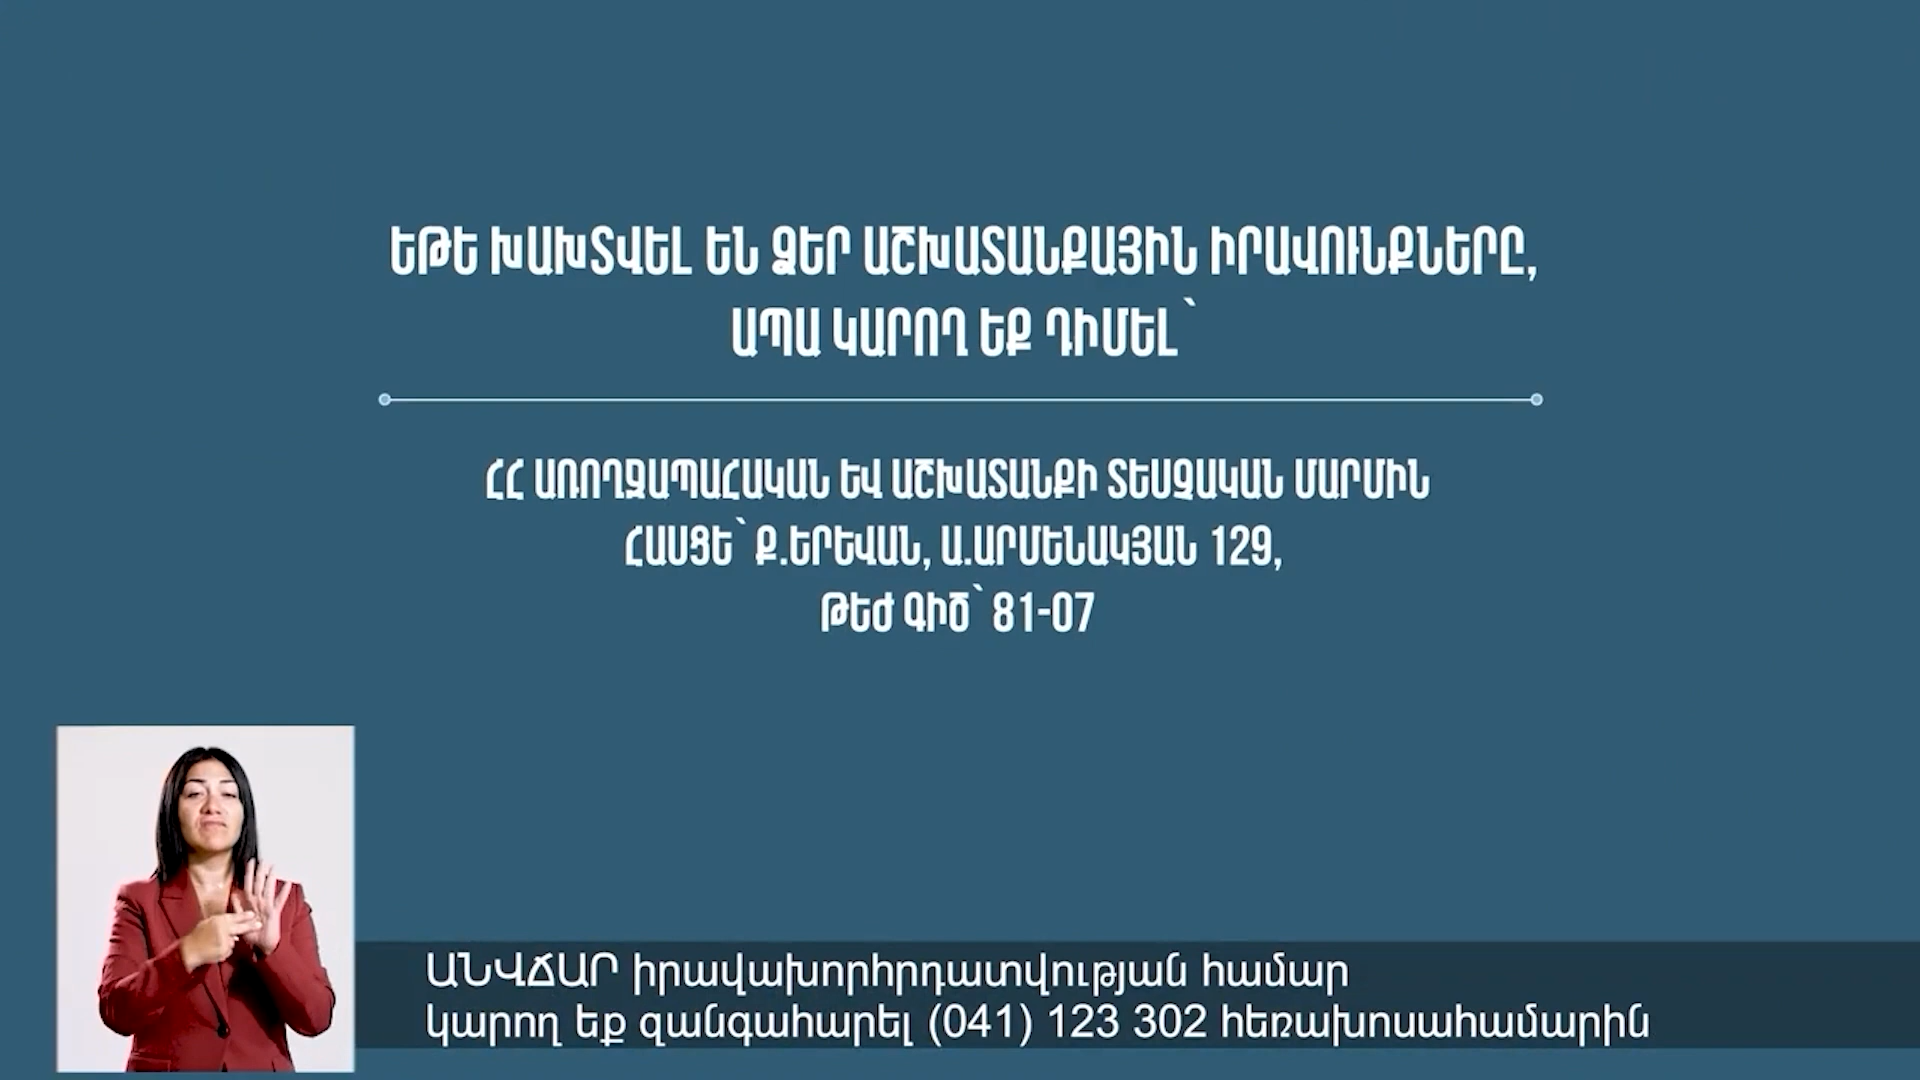 ԵԹԵ ԽԱԽՏՎԵԼ ԵՆ ՁԵՐ ԱՇԽԱՏԱՆՔԱՅԻՆ ԻՐԱՎՈՒՆՔՆԵՐԸ,
ԱՊԱ ԿԱՐՈՂ ԵՔ ԴԻՄԵԼ՝
ՀՀ ԱՌՈՂՋԱՊԱՀԱԿԱՆ ԵՎ ԱՇԽԱՏԱՆՔԻ ՏԵՍՉԱԿԱՆ ՄԱՐՄԻՆ
ՀԱՍՑԵ՝ Ք.ԵՐԵՎԱՆ, Ա.ԱՐՄԵՆԱԿՅԱՆ 129,
ԹԵԺ ԳԻԾ՝ 81-07
ԱՆՎՃԱՐ իրավախորհրդատվության համար
կարող եք զանգահարել (041) 123 302 հեռախոսահամարին